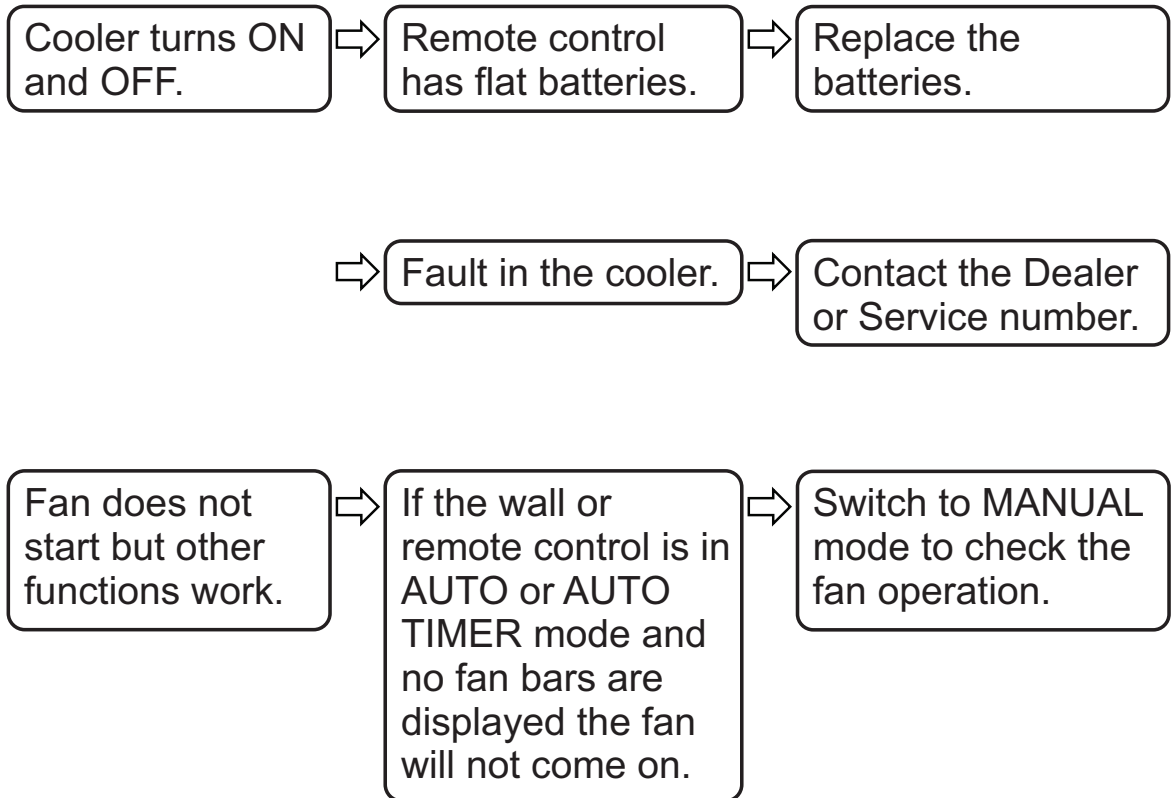 Cooler turns ON
and OFF.
Remote control
has flat batteries.
Replace the
batteries.
Fault in the cooler.
Contact the Dealer
or Service number.
Fan does not
start but other
functions work.
If the wall or
remote control is in
AUTO or AUTO
TIMER mode and
no fan bars are
displayed the fan
will not come on.
Switch to MANUAL
mode to check the
fan operation.